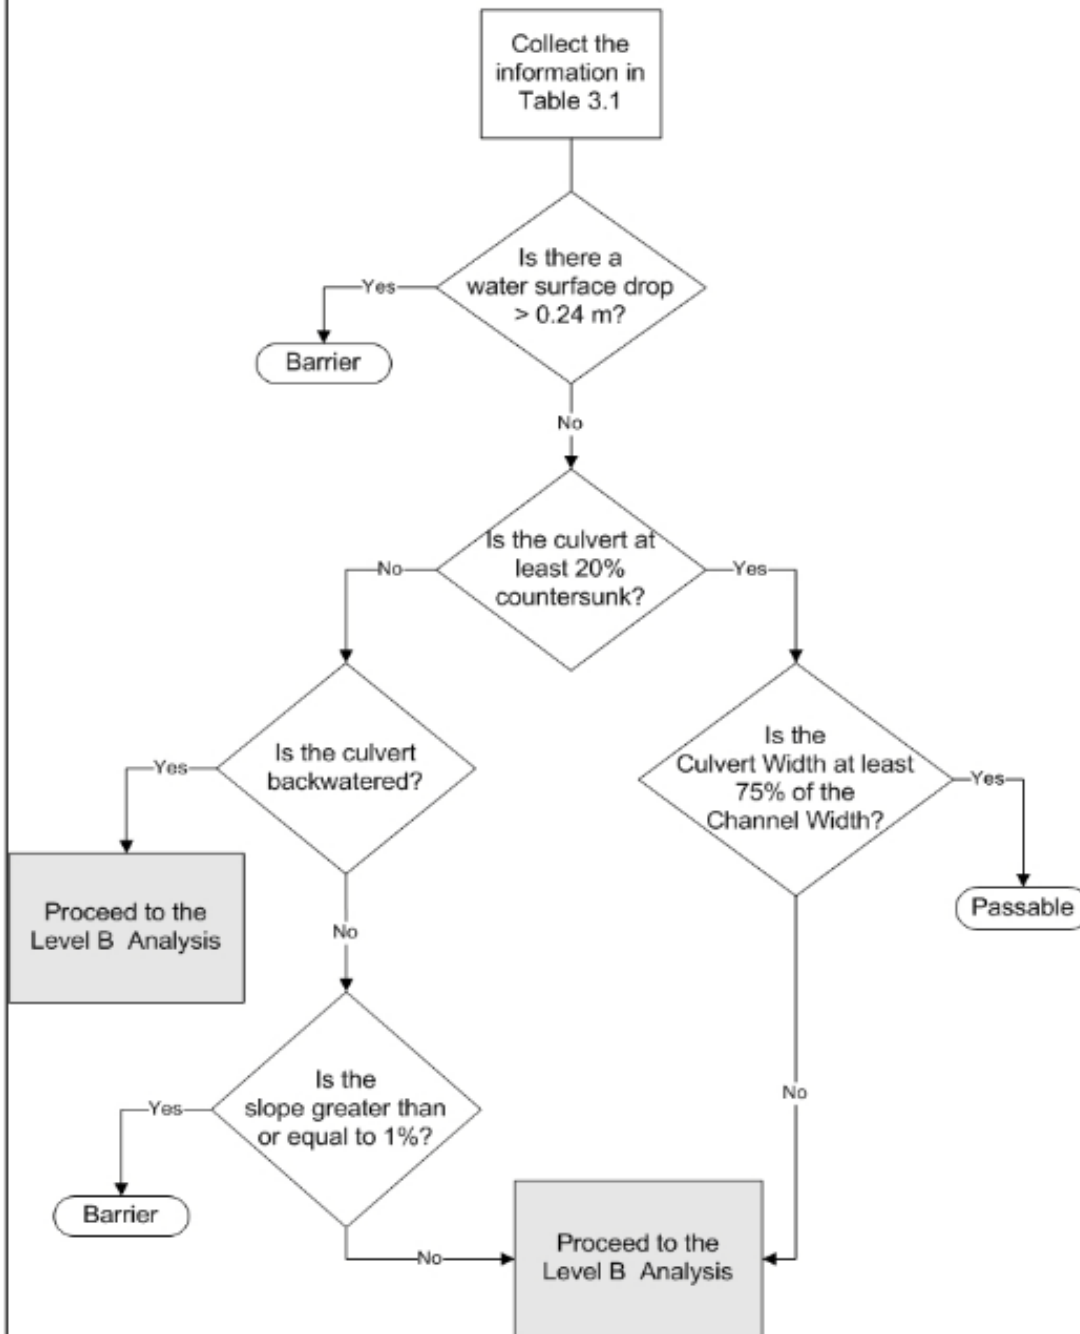 Collect the
information in
Table 3.1
Is there a
water surface drop
> 0.24 m?
Yes
Barrier
No
Is the culvert at
least 20%
countersunk?
No
Yes
Is the culvert
backwatered?
Is the
Culvert Width at least
75% of the
Channel Width?
Yes
Yes
Proceed to the
Level B Analysis
Passable
No
Is the
slope greater than
or equal to 1%?
Yes
No
Barrier
No
Proceed to the
Level B Analysis